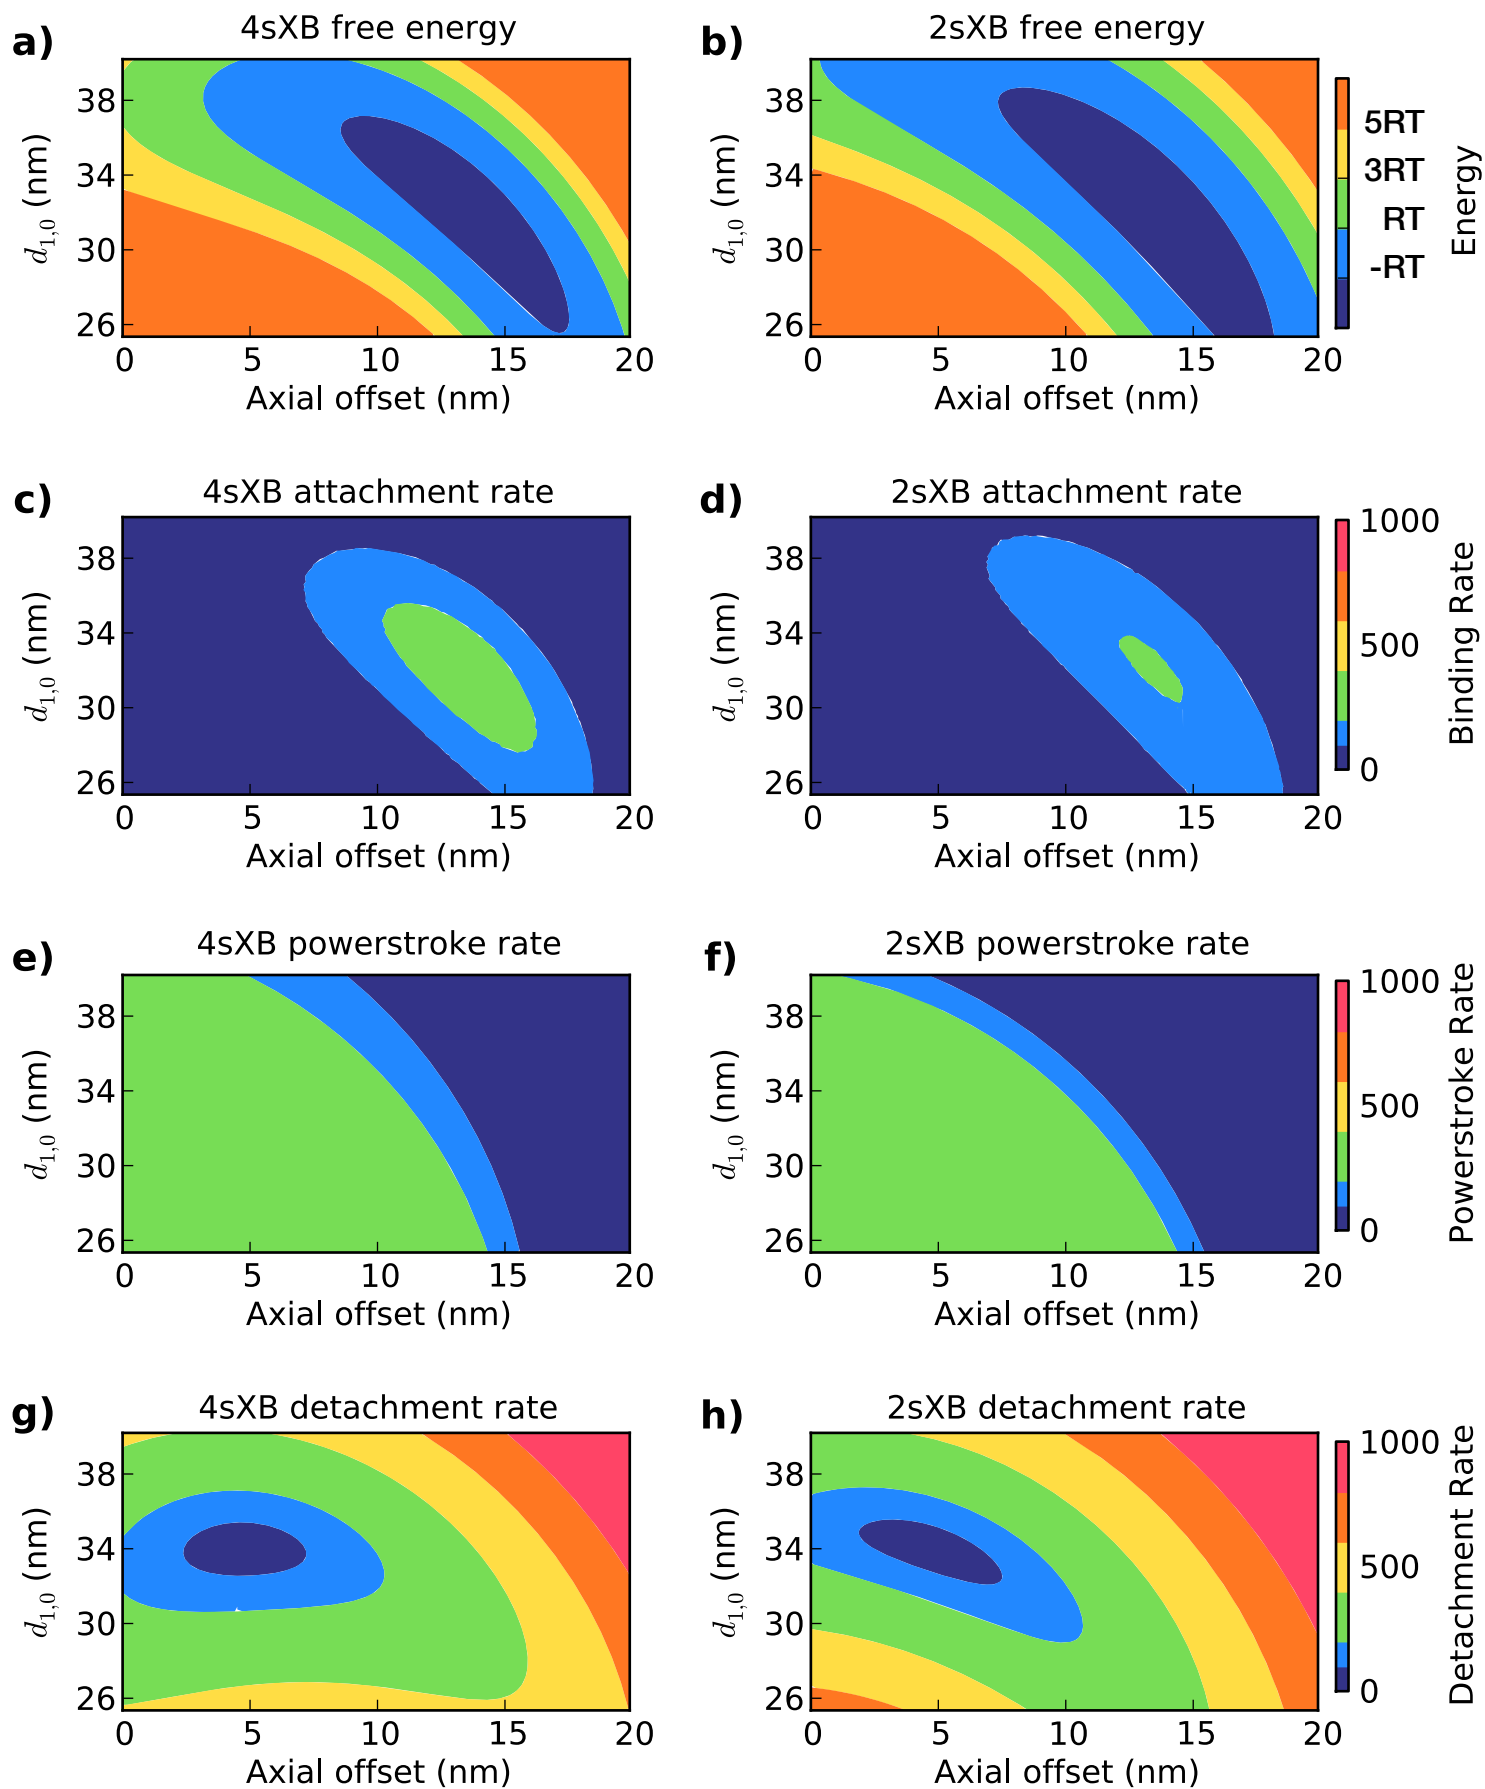 a)
4sXB free energy
38
34
30
26
d1,0 (nm)
0 5 10 15 20
Axial offset (nm)
b)
2sXB free energy
38
34
30
26
d1,0 (nm)
0 5 10 15 20
Axial offset (nm)
5RT
3RT
RT
-RT
Energy
c)
4sXB attachment rate
38
34
30
26
d1,0 (nm)
0 5 10 15 20
Axial offset (nm)
d)
2sXB attachment rate
38
34
30
26
d1,0 (nm)
0 5 10 15 20
Axial offset (nm)
1000
500
0
Binding Rate
e)
4sXB powerstroke rate
38
34
30
26
d1,0 (nm)
0 5 10 15 20
Axial offset (nm)
f)
2sXB powerstroke rate
38
34
30
26
d1,0 (nm)
0 5 10 15 20
Axial offset (nm)
1000
500
0
Powerstroke Rate
g)
4sXB detachment rate
38
34
30
26
d1,0 (nm)
0 5 10 15 20
Axial offset (nm)
h)
2sXB detachment rate
38
34
30
26
d1,0 (nm)
0 5 10 15 20
Axial offset (nm)
1000
500
0
Detachment Rate